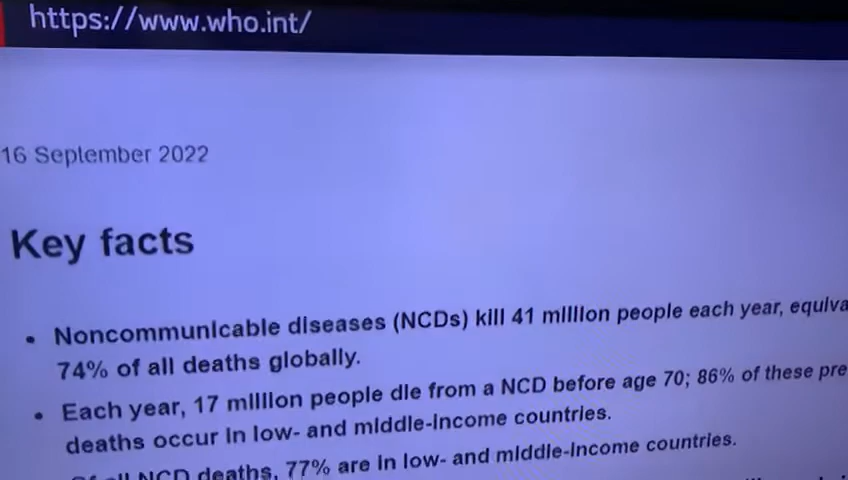 https://www.who.int/
16 September 2022
Key facts
• Noncommunicable diseases (NCDs) kill 41 million people each year,
74% of all deaths globally.
• Each year, 17 million people die from a NCD before age 70; 86% of these
deaths occur in low- and middle-income countries.
all NCD deaths, 77% are in low- and middle-income countries.